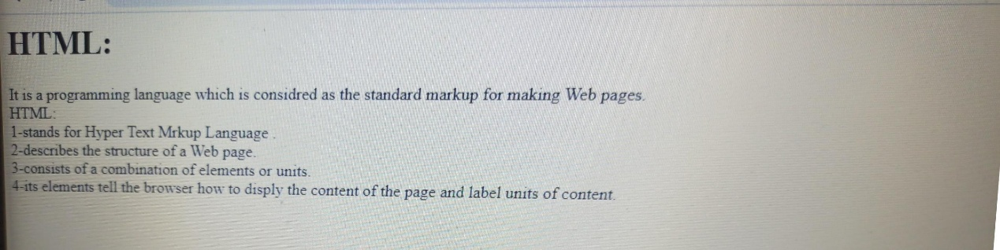 HTML:
It is a programming language which is considred as the standard markup for making Web pages.
HTML:
1-stands for Hyper Text Mrkup Language .
2-describes the structure of a Web page.
3-consists of a combination of elements or units.
4-its elements tell the browser how to disply the content of the page and label units of content.